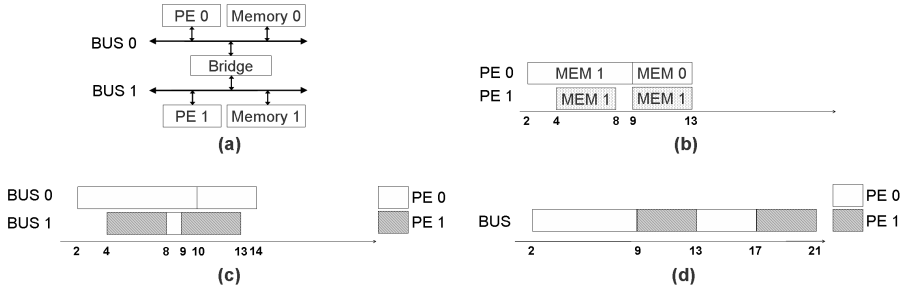 PE 0 Memory 0
BUS 0
Bridge
BUS 1
PE 1 Memory 1
(a)
PE 0 MEM 1 MEM 0
PE 1 MEM 1 MEM 1
2 4 8 9 13
(b)
BUS 0
BUS 1
PE 0
PE 1
2 4 8 9 10 13 14
(c)
BUS
PE 0
PE 1
2 9 13 17 21
(d)